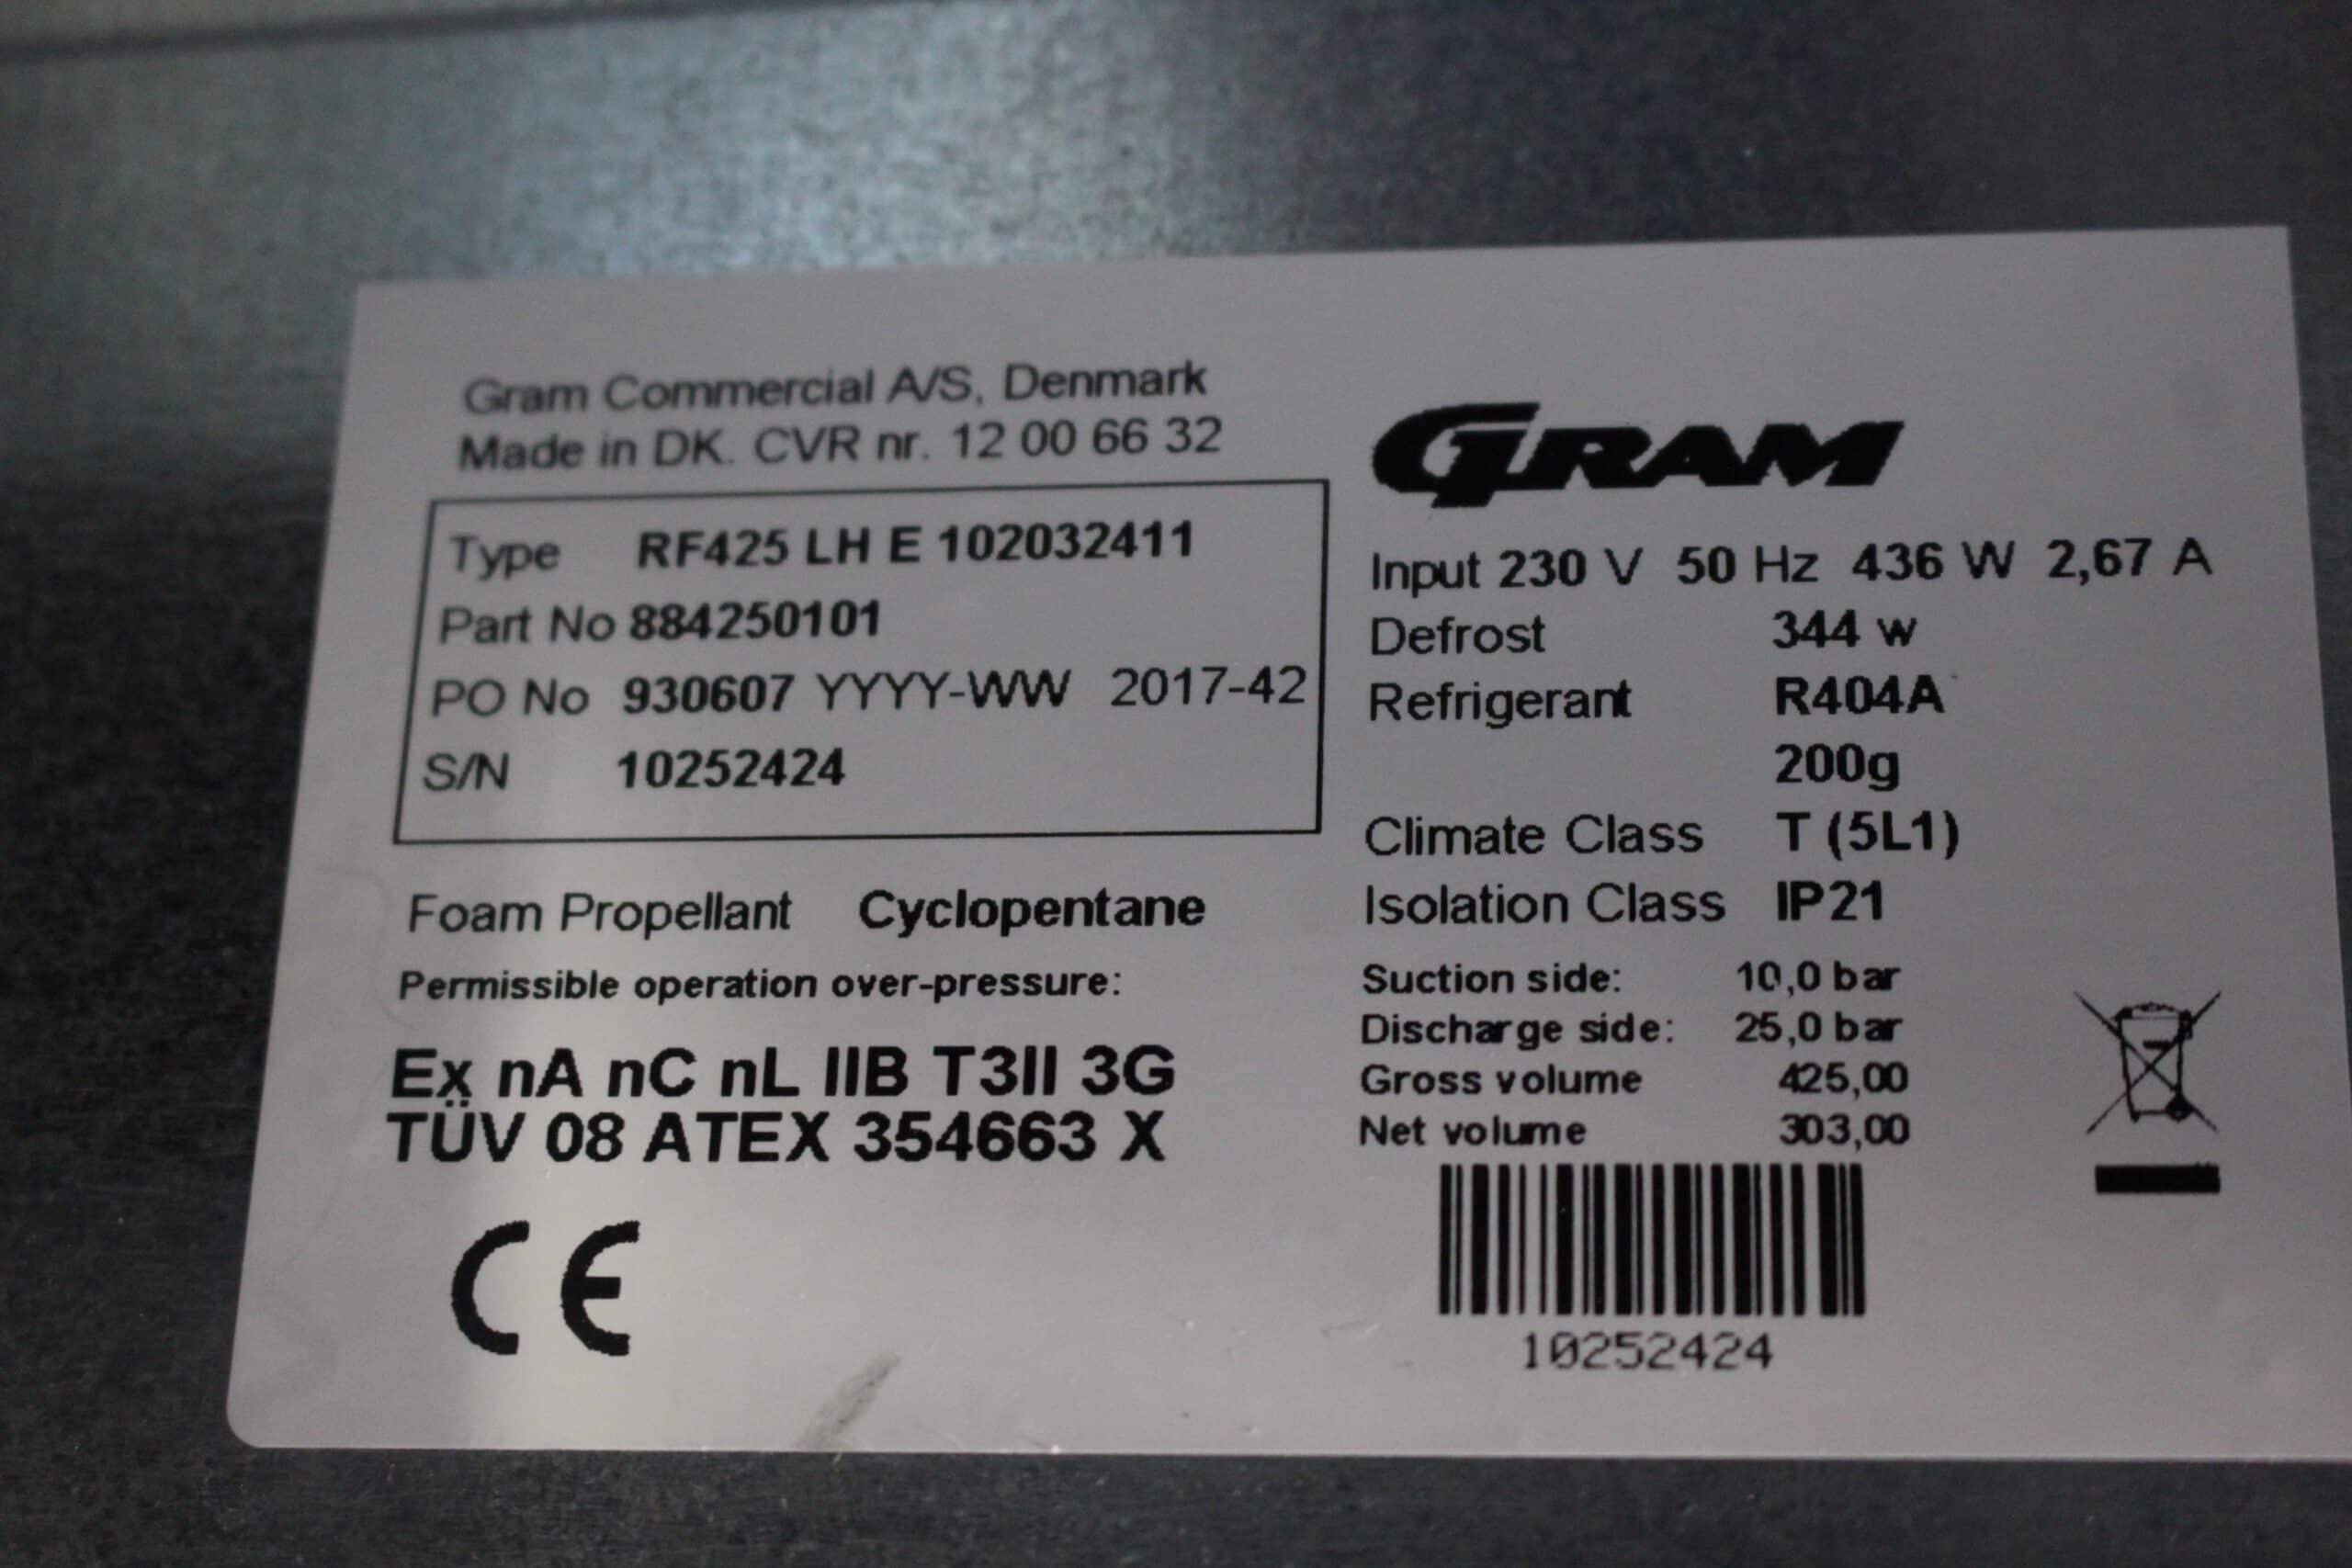 Gram Commercial A/S, Denmark
Made in DK. CVR nr. 12 00 66 32
Type RF425 LH E 102032411
Part No 884250101
PO No 930607 YYYY-WW 2017-42
S/N 10252424
Foam Propellant Cyclopentane
Permissible operation over-pressure:
Ex nA nC nL IIB T3II 3G
TÜV 08 ATEX 354663 X
CE
GRAM
Input 230 V 50 Hz 436 W 2,67 A
Defrost 344 w
Refrigerant R404A
200g
Climate Class T (5L1)
Isolation Class IP21
Suction side: 10,0 bar
Discharge side: 25,0 bar
Gross volume 425,00
Net volume 303,00
10252424